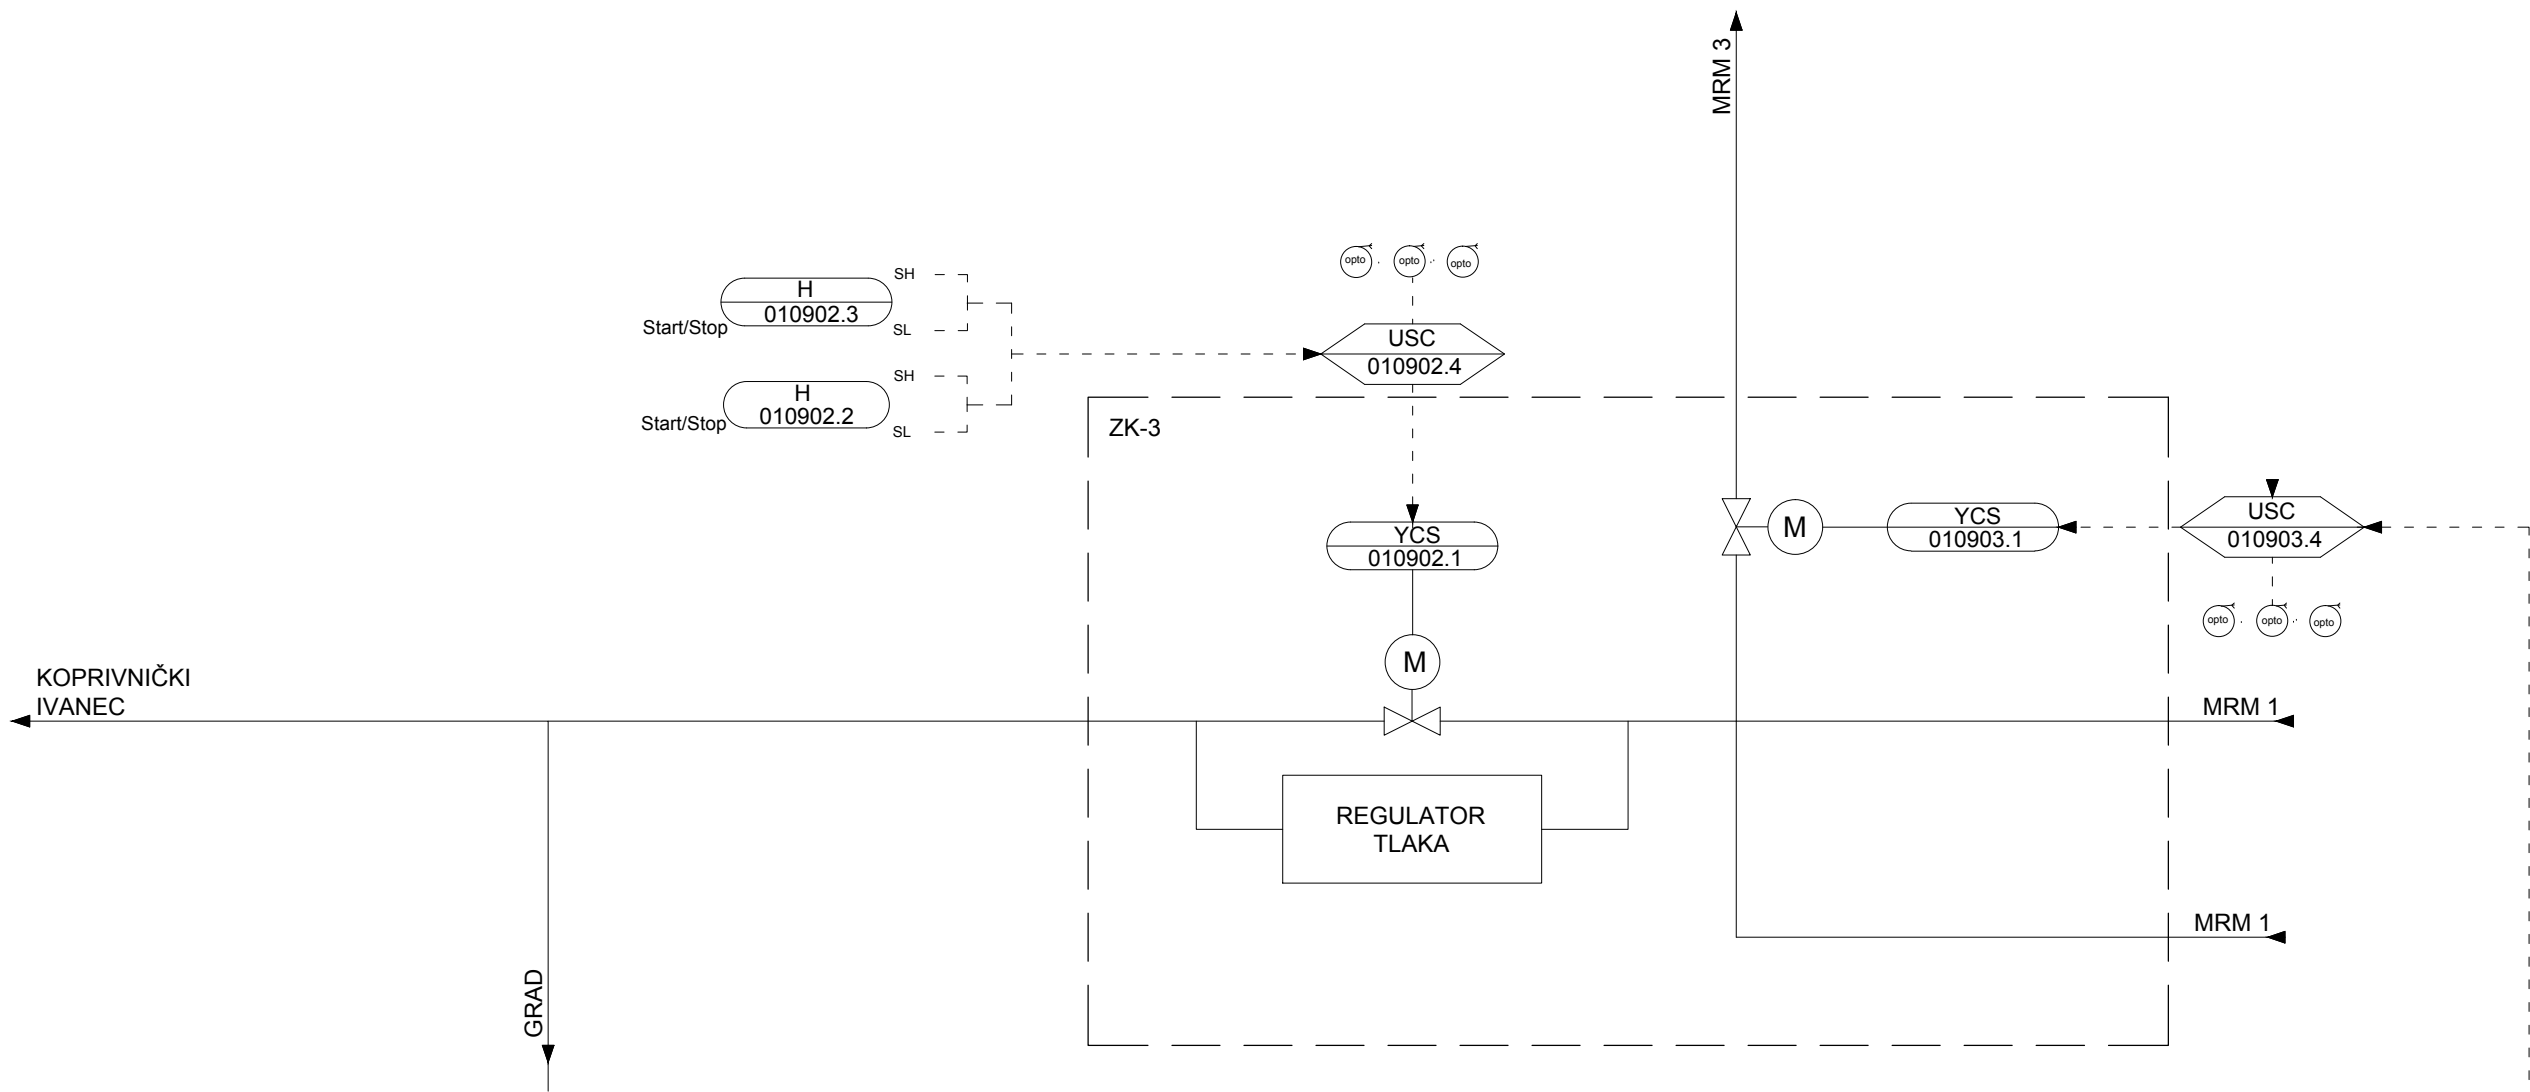 MRM 3
opto
opto
opto
H
010902.3
SH
SL
Start/Stop
H
010902.2
SH
SL
Start/Stop
USC
010902.4
ZK-3
YCS
010902.1
M
M
YCS
010903.1
USC
010903.4
opto
opto
opto
KOPRIVNIČKI
IVANEC
MRM 1
REGULATOR
TLAKA
MRM 1
GRAD